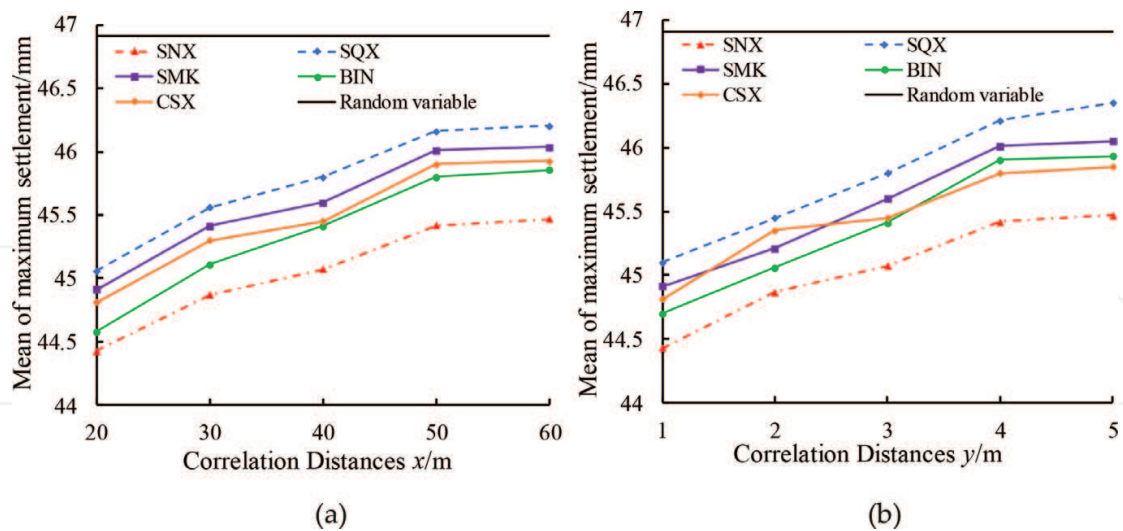 Mean of maximum settlement/mm
47
46.5
46
45.5
45
44.5
44
SNX
SQX
SMK
BIN
CSX
Random variable
20 30 40 50 60
Correlation Distances x/m
(a)
Mean of maximum settlement/mm
47
46.5
46
45.5
45
44.5
44
SNX
SQX
SMK
BIN
CSX
Random variable
1 2 3 4 5
Correlation Distances y/m
(b)